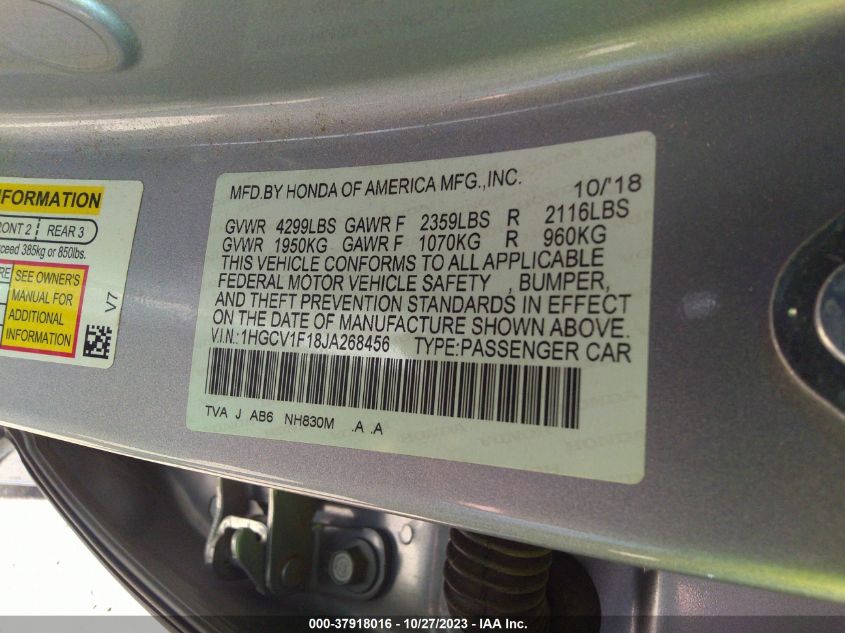 NFORMATION
RONT 2 REAR 3
ceed 385kg or 850lbs.
RE
SEE OWNER'S
MANUAL FOR
ADDITIONAL
INFORMATION
V7
MFD.BY HONDA OF AMERICA MFG.,INC. 10/'18
GVWR 4299LBS GAWR F 2359LBS R 2116LBS
GVWR 1950KG GAWR F 1070KG R 960KG
THIS VEHICLE CONFORMS TO ALL APPLICABLE
FEDERAL MOTOR VEHICLE SAFETY , BUMPER,
AND THEFT PREVENTION STANDARDS IN EFFECT
ON THE DATE OF MANUFACTURE SHOWN ABOVE.
V.I.N.:1HGCV1F18JA268456 TYPE:PASSENGER CAR
TVA J AB6 NH830M .A .A
000-37918016 - 10/27/2023 - IAA Inc.